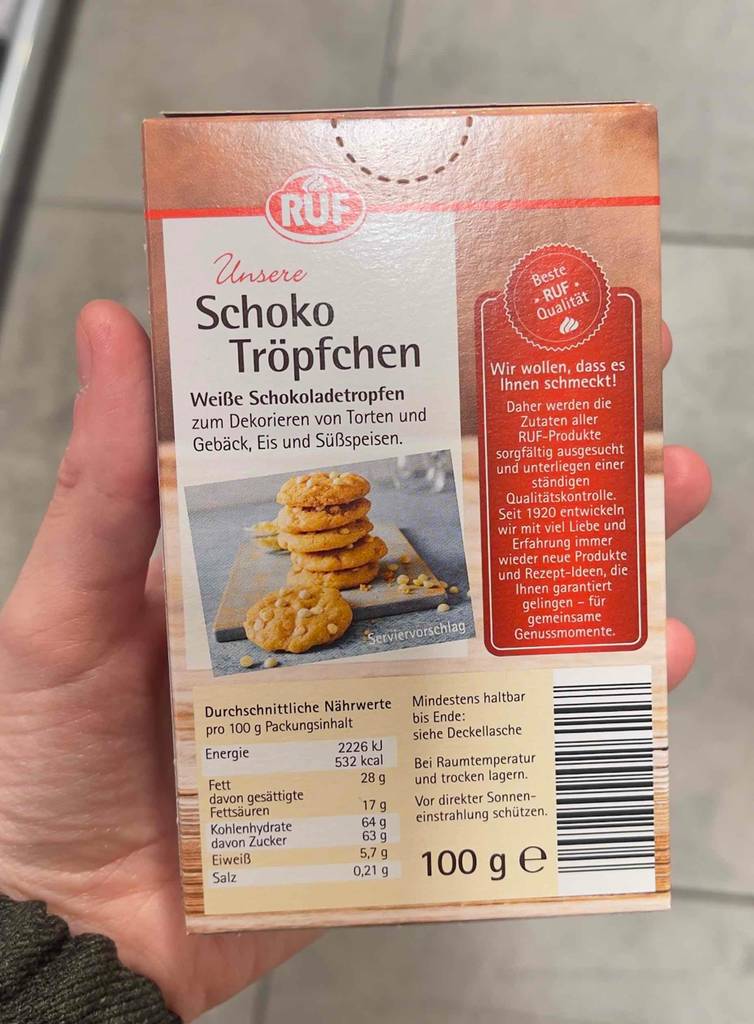 RUF
Unsere
Schoko
Tröpfchen
Weiße Schokoladetropfen
zum Dekorieren von Torten und
Gebäck, Eis und Süßspeisen.
Serviervorschlag
Beste
RUF
Qualität
Wir wollen, dass es
Ihnen schmeckt!
Daher werden die
Zutaten aller
RUF-Produkte
sorgfältig ausgesucht
und unterliegen einer
ständigen
Qualitätskontrolle.
Seit 1920 entwickeln
wir mit viel Liebe und
Erfahrung immer
wieder neue Produkte
und Rezept-Ideen, die
Ihnen garantiert
gelingen – für
gemeinsame
Genussmomente.
Durchschnittliche Nährwerte
pro 100 g Packungsinhalt
Energie 2226 kJ
532 kcal
Fett 28 g
davon gesättigte
Fettsäuren 17 g
Kohlenhydrate 64 g
davon Zucker 63 g
Eiweiß 5,7 g
Salz 0,21 g
Mindestens haltbar
bis Ende:
siehe Deckellasche
Bei Raumtemperatur
und trocken lagern.
Vor direkter Sonnen-
einstrahlung schützen.
100 g ℮